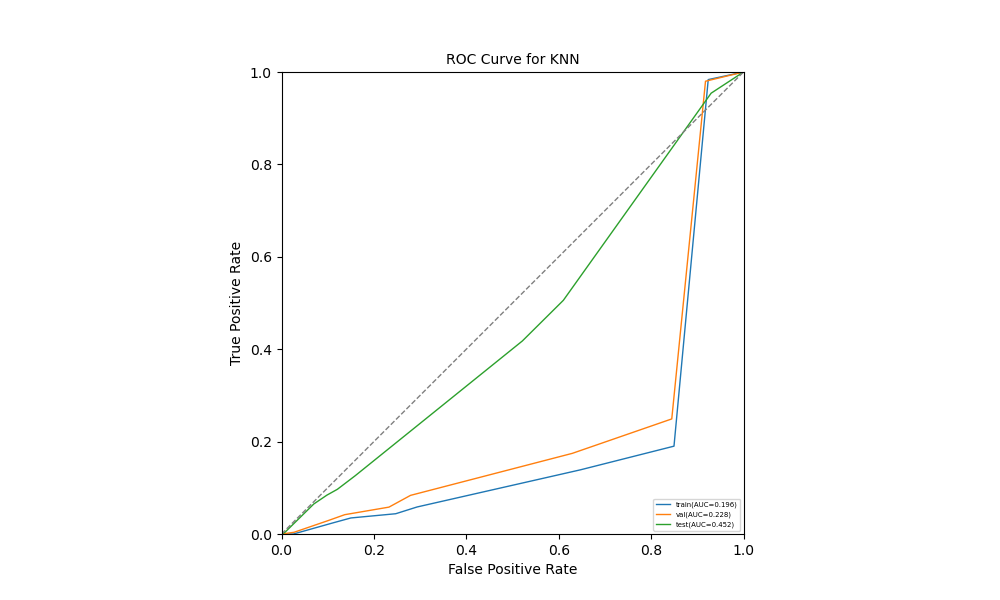 ROC Curve for KNN
1.0
0.8
0.6
0.4
0.2
0.0
True Positive Rate
train(AUC=0.196)
val(AUC=0.228)
test(AUC=0.452)
0.0 0.2 0.4 0.6 0.8 1.0
False Positive Rate